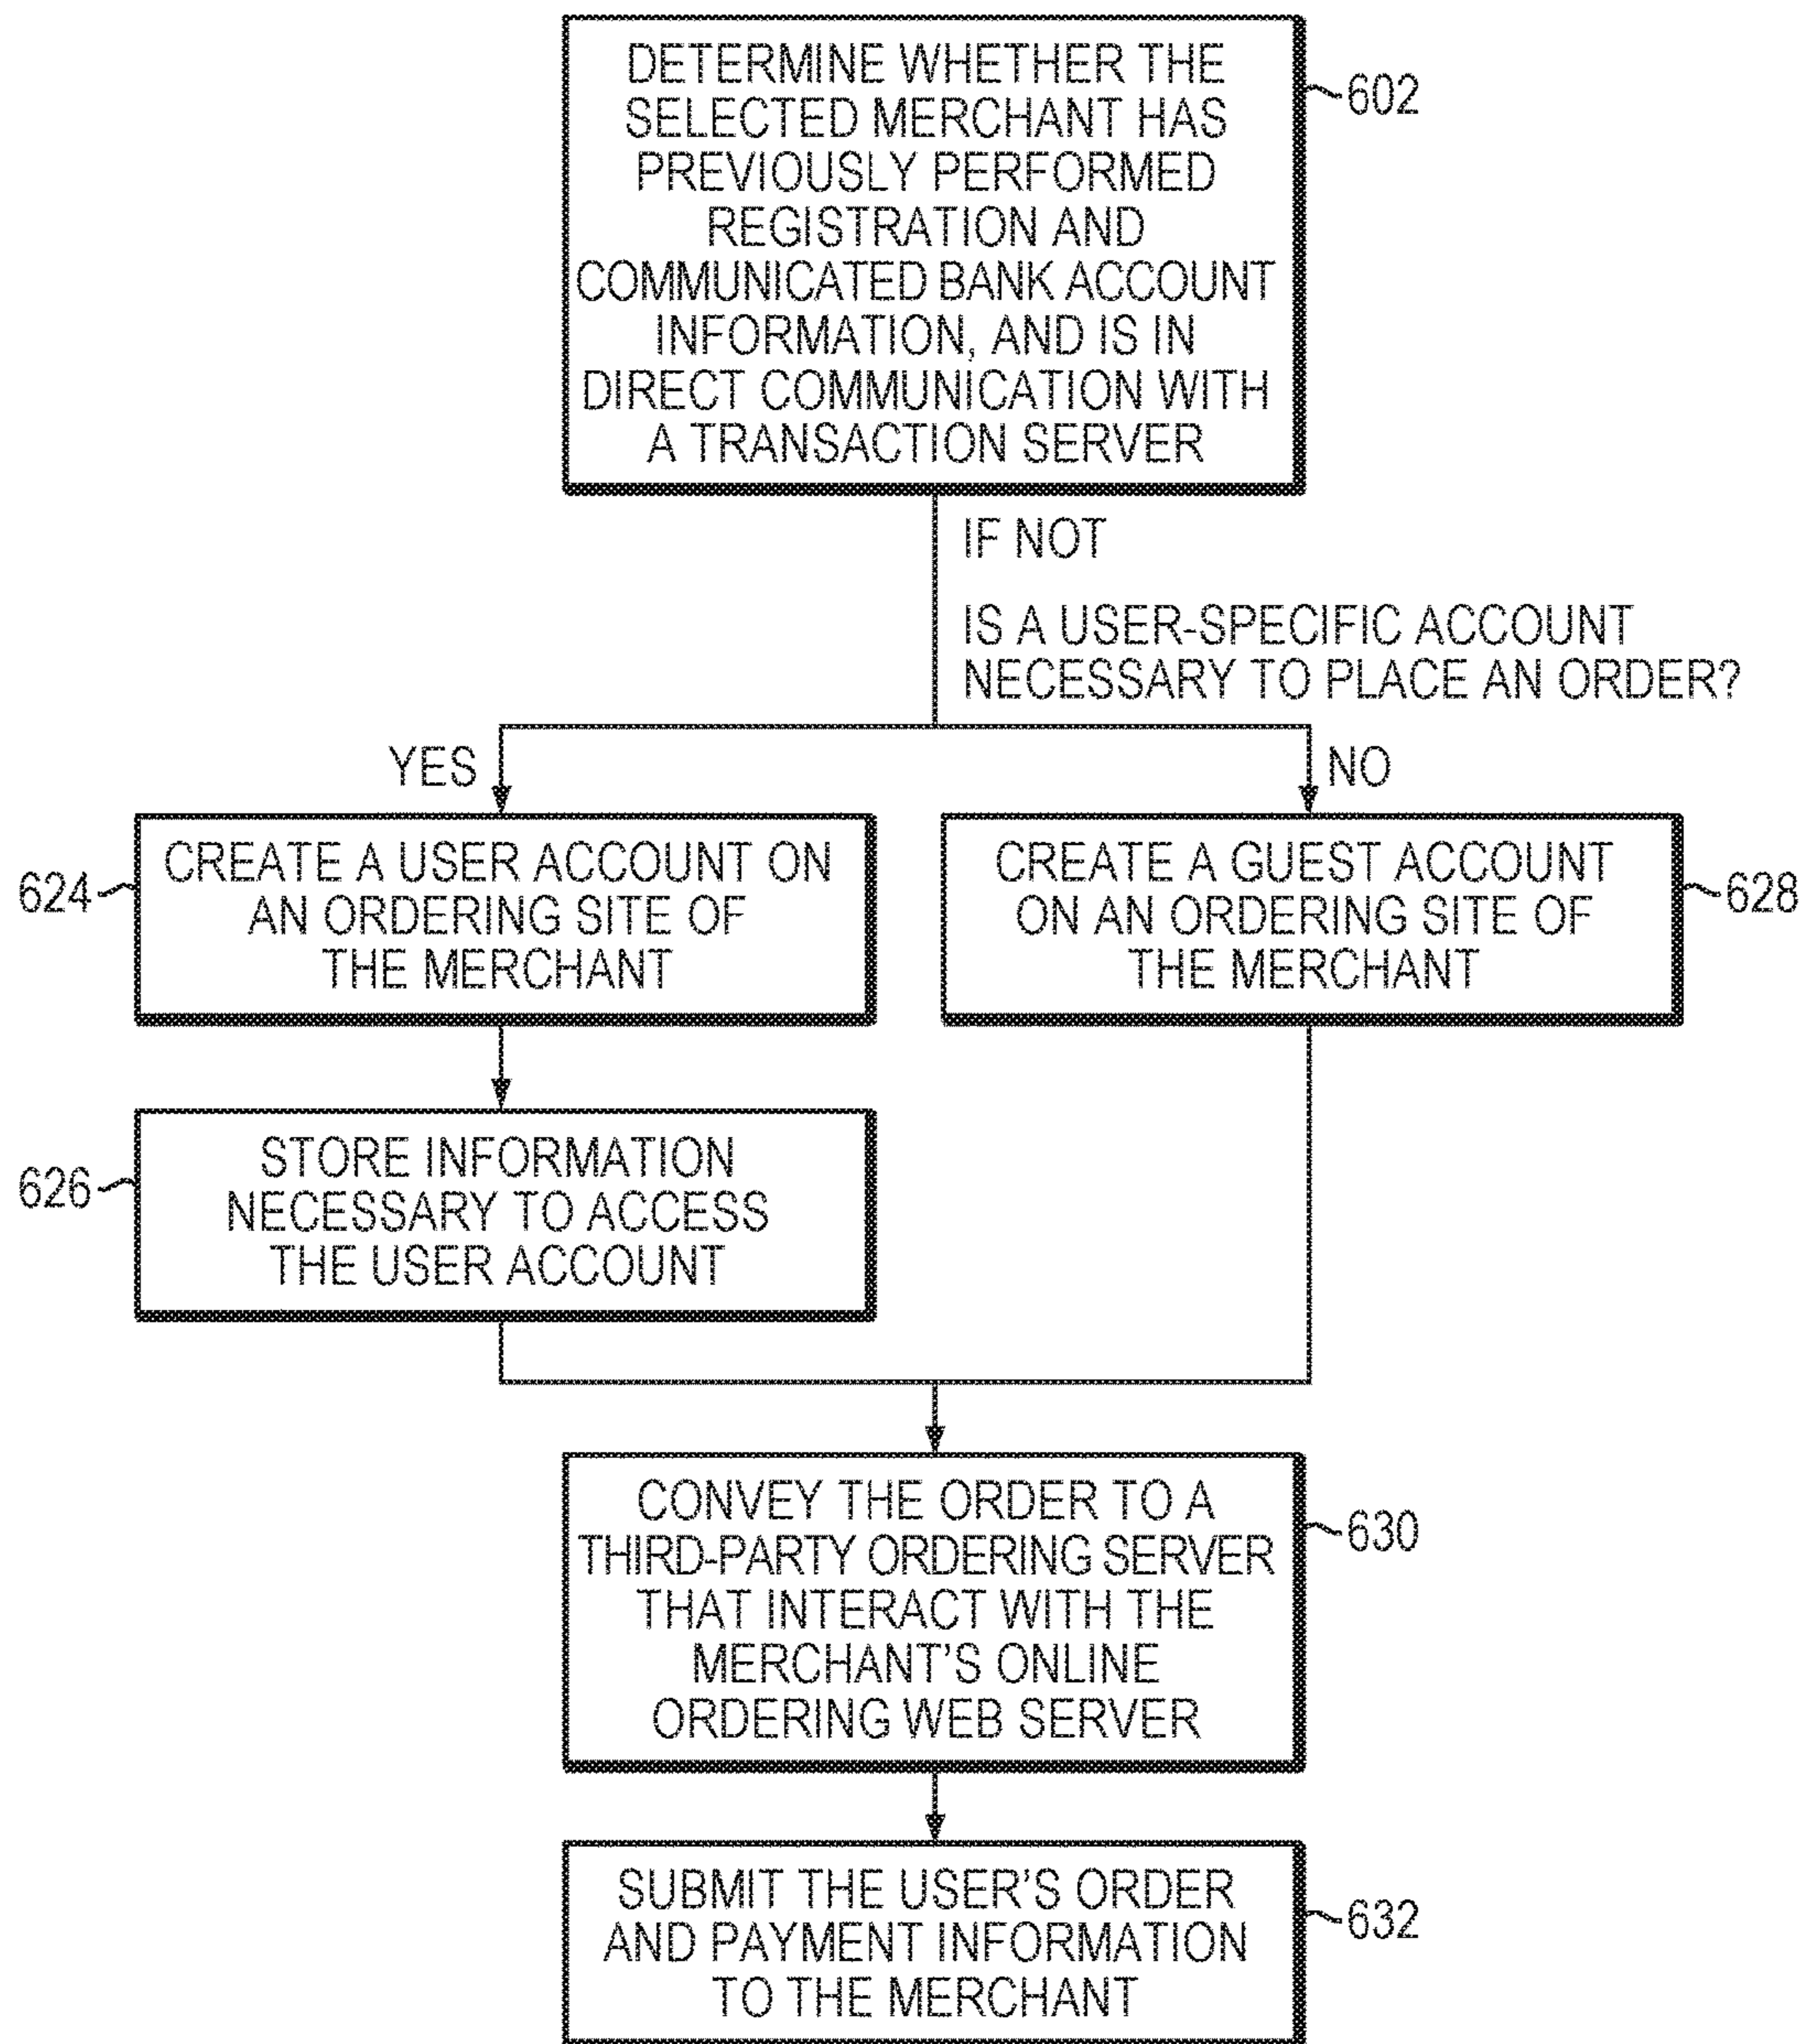 DETERMINE WHETHER THE
SELECTED MERCHANT HAS
PREVIOUSLY PERFORMED
REGISTRATION AND
COMMUNICATED BANK ACCOUNT
INFORMATION, AND IS IN
DIRECT COMMUNICATION WITH
A TRANSACTION SERVER
602
IF NOT
IS A USER-SPECIFIC ACCOUNT
NECESSARY TO PLACE AN ORDER?
YES
NO
624
CREATE A USER ACCOUNT ON
AN ORDERING SITE OF
THE MERCHANT
CREATE A GUEST ACCOUNT
ON AN ORDERING SITE OF
THE MERCHANT
628
626
STORE INFORMATION
NECESSARY TO ACCESS
THE USER ACCOUNT
CONVEY THE ORDER TO A
THIRD-PARTY ORDERING SERVER
THAT INTERACT WITH THE
MERCHANT'S ONLINE
ORDERING WEB SERVER
630
SUBMIT THE USER'S ORDER
AND PAYMENT INFORMATION
TO THE MERCHANT
632